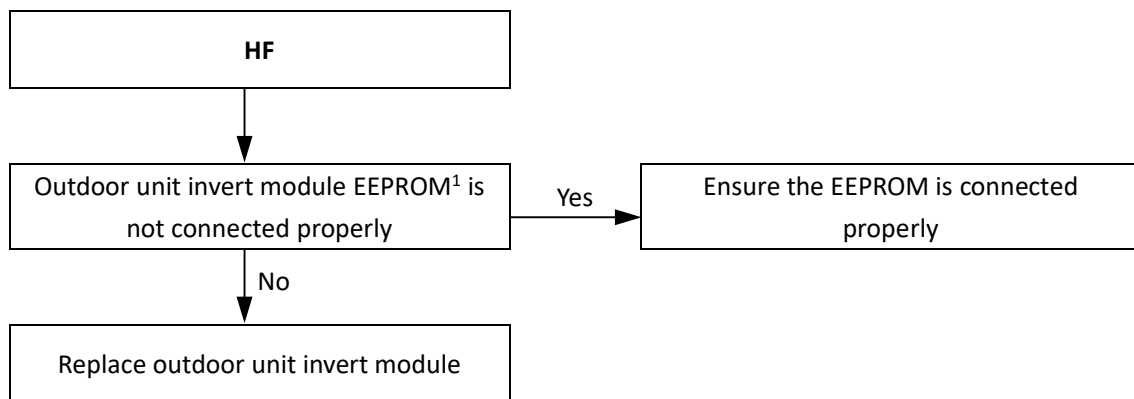 HF
Outdoor unit invert module EEPROM¹ is
not connected properly
Yes
Ensure the EEPROM is connected
properly
No
Replace outdoor unit invert module